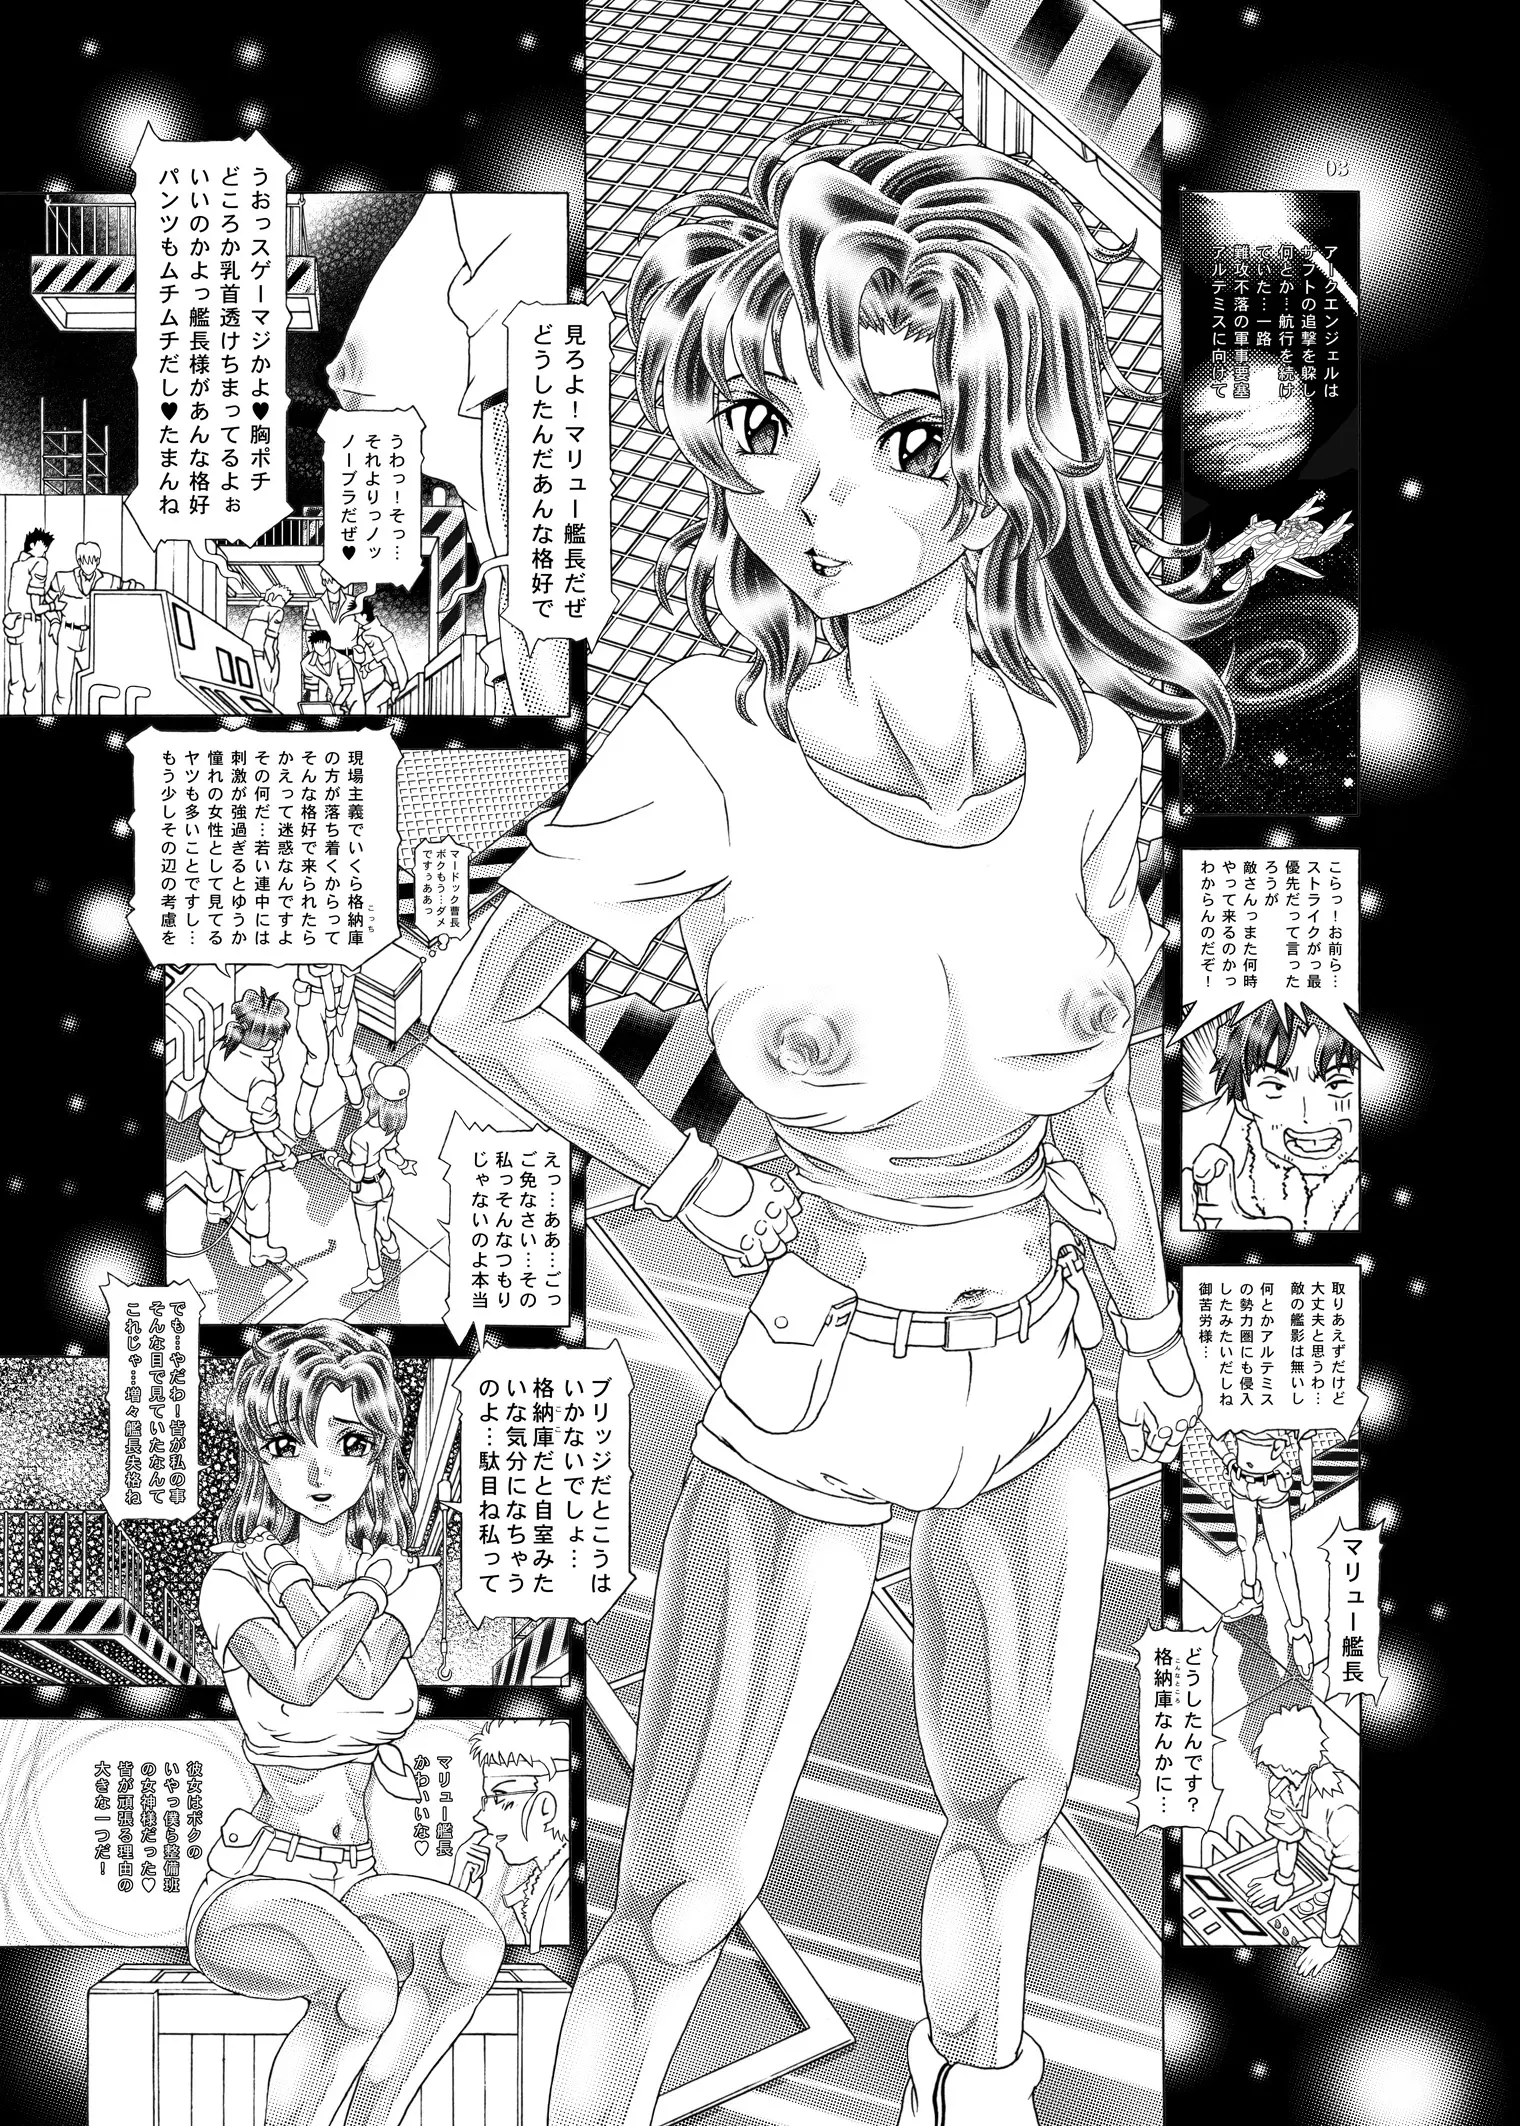 03
アークエンジェルは
ザフトの追撃を躱し
何とか…航行を続け
ていた…一路
難攻不落の軍事要塞
アルテミスに向けて
こらっ！お前ら…
ストライクがっ最
優先だって言った
ろうが
敵さんっまた何時
やって来るのかっ
わからんのだぞ！
取りあえずだけど
大丈夫と思うわ…
敵の艦影は無いし
何とかアルテミス
の勢力圏にも侵入
したみたいだしね
御苦労様…
マリュー艦長
どうしたんです？
格納庫なんかに…
こんなところ
見ろよ！マリュー艦長だぜ
どうしたんだあんな格好で
うわっ！そっ…
それよりっノッ
ノーブラだぜ♥
うおっスゲーマジかよ♥胸ポチ
どころか乳首透けちまってるよぉ
いいのかよっ艦長様があんな格好
パンツもムチムチだし♥たまんね
マードック曹長
ボクもう…ダメ
ですぅああっ
現場主義でいくら格納庫
こっち
の方が落ち着くからって
そんな格好で来られたら
かえって迷惑なんですよ
その何だ…若い連中には
刺激が強過ぎるとゆうか
憧れの女性として見てる
ヤツも多いことですし…
もう少しその辺の考慮を
えっ…ああ…ごっ
ご免なさい…その
私っそんなつもり
じゃないのよ本当
ブリッジだとこうは
いかないでしょ…
格納庫だと自室みた
ここ
いな気分になちゃう
のよ…駄目ね私って
でも…やだわ！皆が私の事
そんな目で見ていたなんて
これじゃ…増々艦長失格ね
マリュー艦長
かわいいな♥
彼女はボクの
いやっ僕ら整備班
の女神様だった♥
皆が頑張る理由の
大きな一つだ！